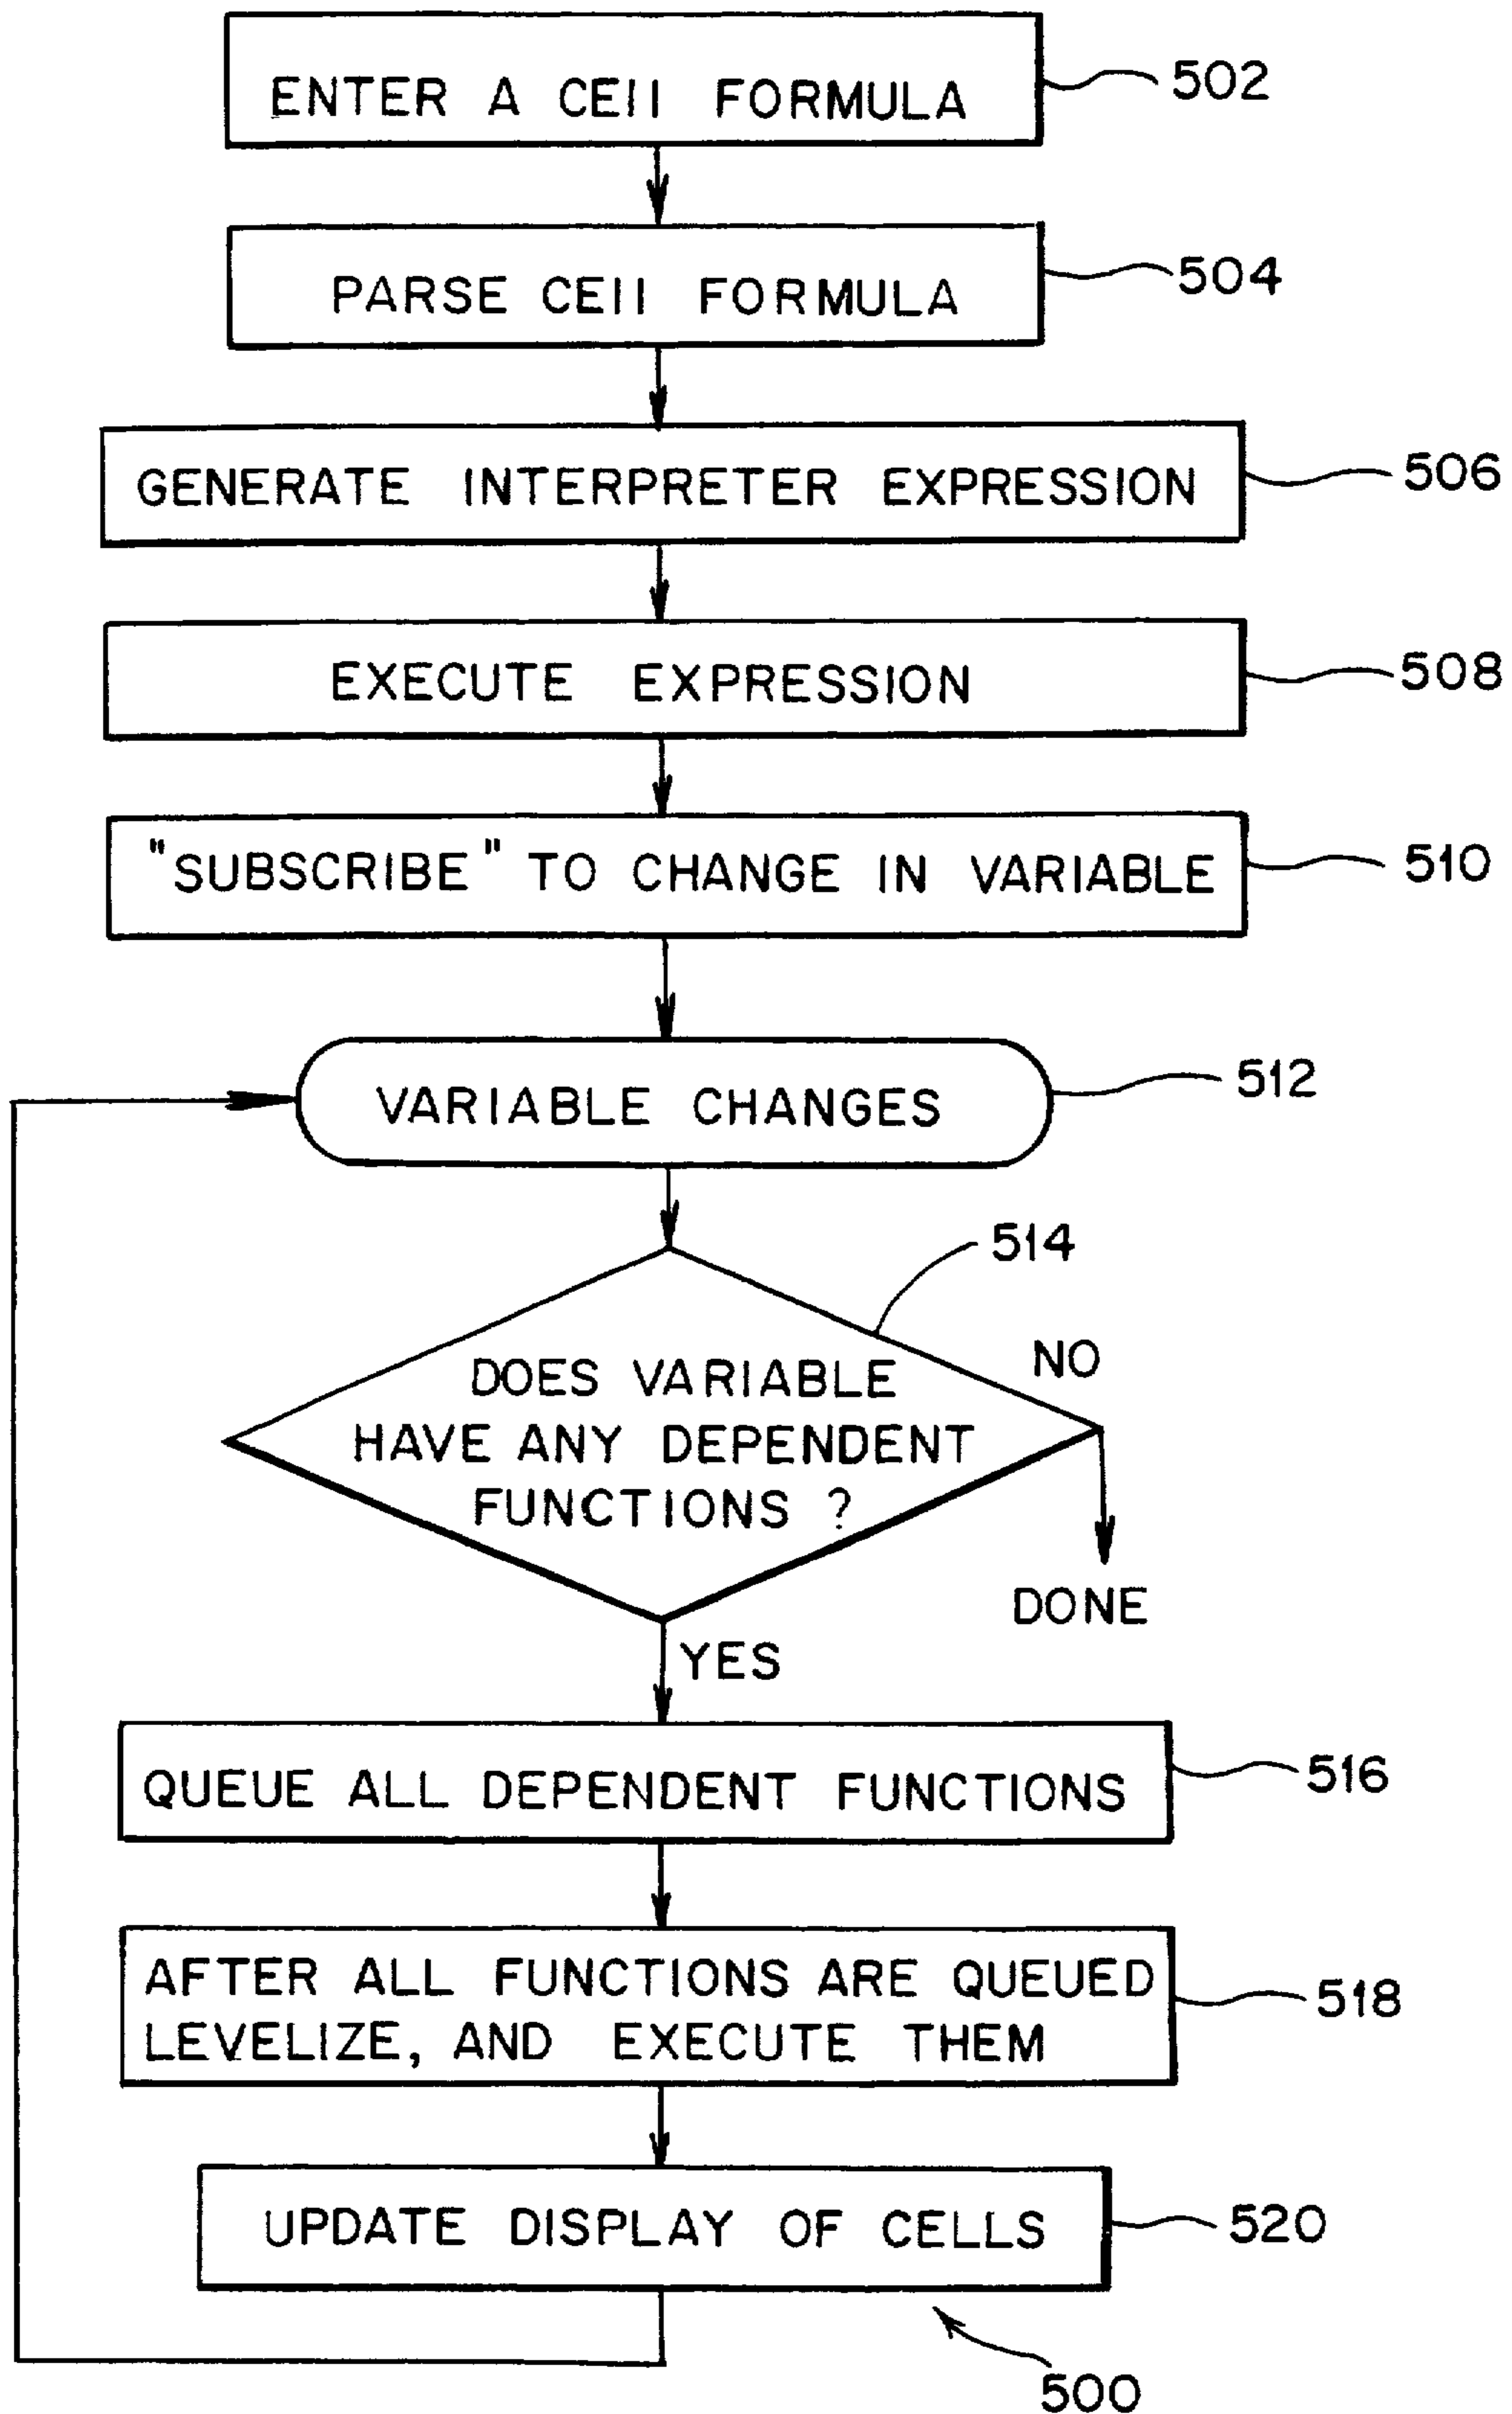 ENTER A CEll FORMULA
502
PARSE CEll FORMULA
504
GENERATE INTERPRETER EXPRESSION
506
EXECUTE EXPRESSION
508
"SUBSCRIBE" TO CHANGE IN VARIABLE
510
VARIABLE CHANGES
512
514
NO
DOES VARIABLE
HAVE ANY DEPENDENT
FUNCTIONS ?
DONE
YES
QUEUE ALL DEPENDENT FUNCTIONS
516
AFTER ALL FUNCTIONS ARE QUEUED
LEVELIZE, AND EXECUTE THEM
518
UPDATE DISPLAY OF CELLS
520
500